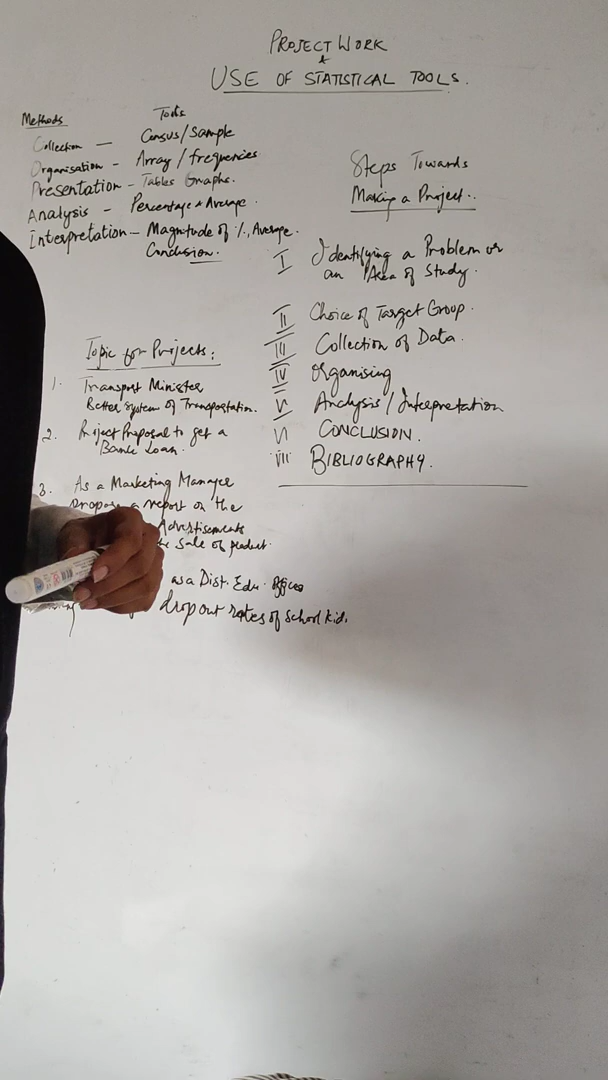 PROJECT WORK
&
USE OF STATISTICAL TOOLS.
Methods Tools
Collection — Census/Sample
Organisation - Array / frequencies
Presentation - Tables Graphs.
Analysis - Percentage & Average.
Interpretation - Magnitude of %, Average.
Conclusion.
Topic for Projects:
1. Transport Minister
Better System of Transportation.
2. Project Proposal to get a
Bank Loan.
3. As a Marketing Manager
propose a report on the
Advertisements
the sale of product.
as a Dist. Edu. Officer
drop out rates of school kid.
Steps Towards
Making a Project.
I Identifying a Problem or
an Area of Study.
II Choice of Target Group.
III Collection of Data.
IV Organising
V Analysis / Interpretation
VI CONCLUSION.
VII BIBLIOGRAPHY.